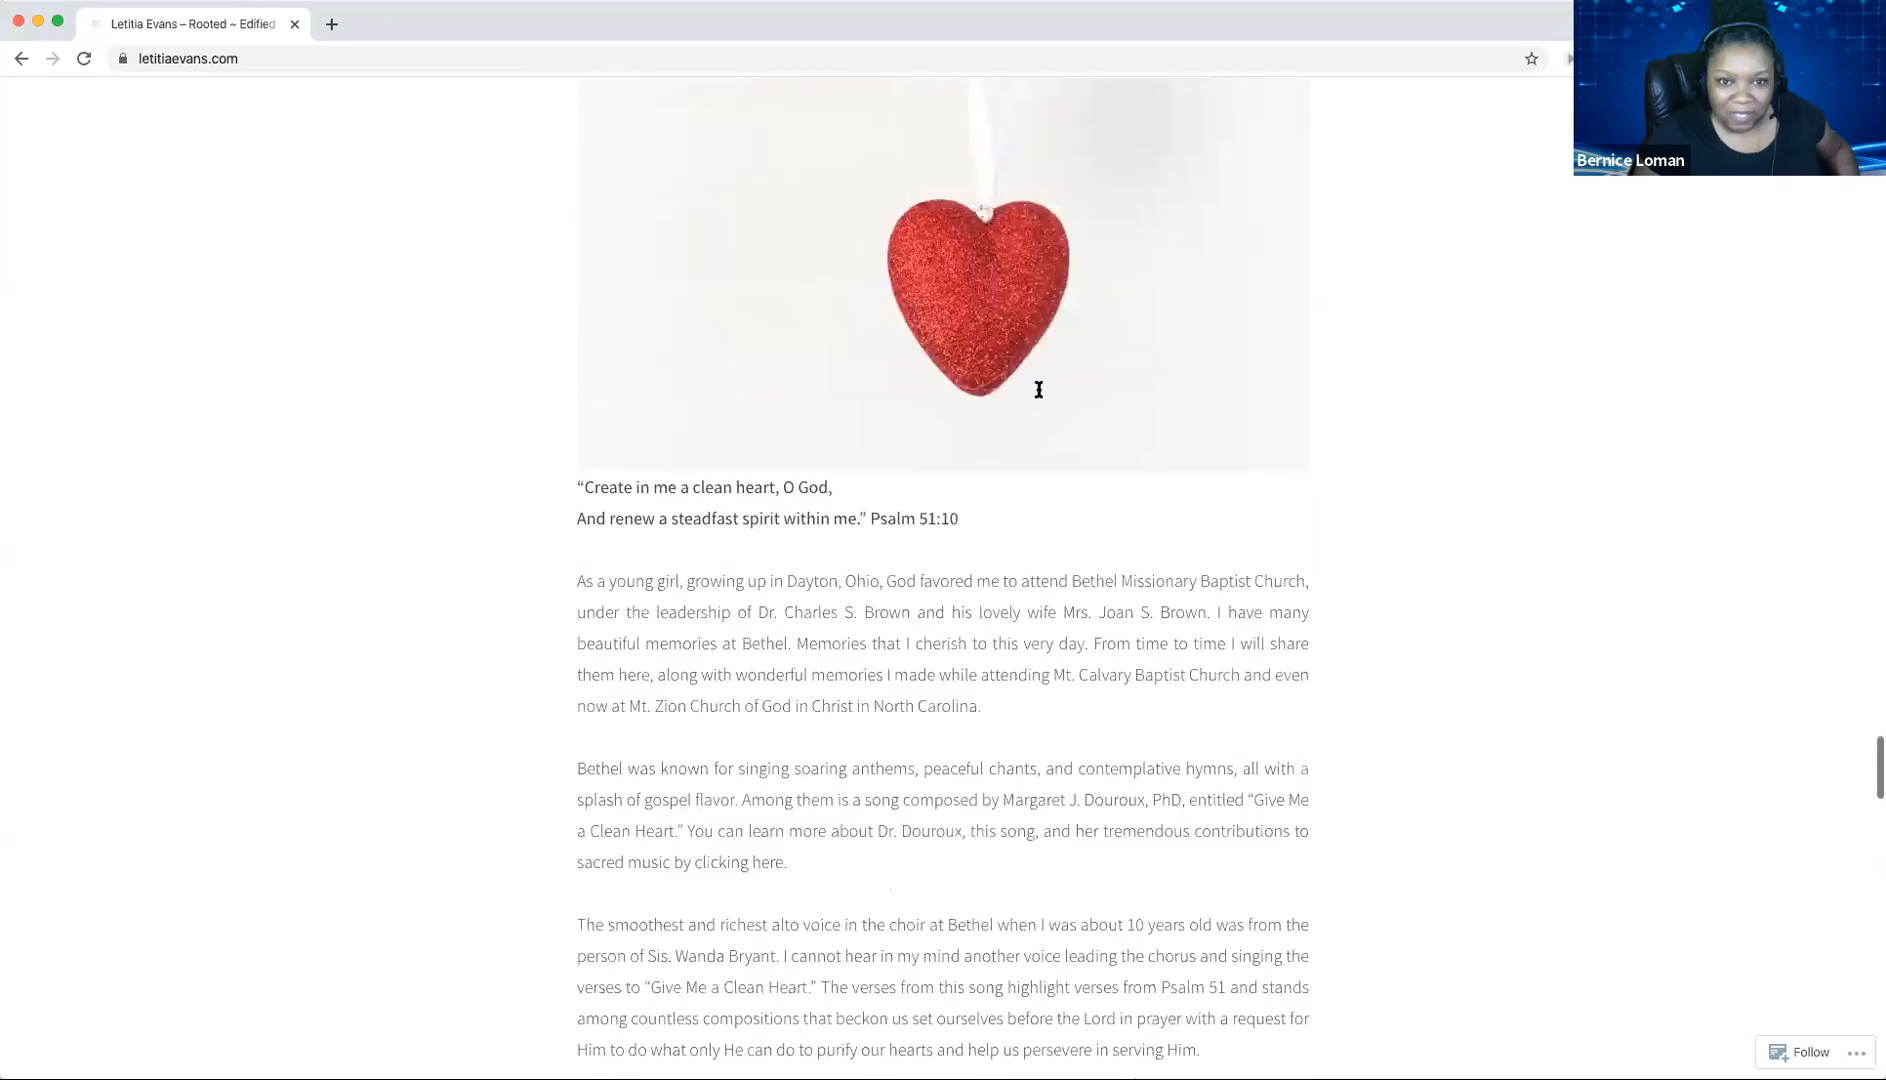 Letitia Evans – Rooted ~ Edified
letitiaevans.com
Bernice Loman
“Create in me a clean heart, O God,
And renew a steadfast spirit within me.” Psalm 51:10
As a young girl, growing up in Dayton, Ohio, God favored me to attend Bethel Missionary Baptist Church,
under the leadership of Dr. Charles S. Brown and his lovely wife Mrs. Joan S. Brown. I have many
beautiful memories at Bethel. Memories that I cherish to this very day. From time to time I will share
them here, along with wonderful memories I made while attending Mt. Calvary Baptist Church and even
now at Mt. Zion Church of God in Christ in North Carolina.
Bethel was known for singing soaring anthems, peaceful chants, and contemplative hymns, all with a
splash of gospel flavor. Among them is a song composed by Margaret J. Douroux, PhD, entitled “Give Me
a Clean Heart.” You can learn more about Dr. Douroux, this song, and her tremendous contributions to
sacred music by clicking here.
The smoothest and richest alto voice in the choir at Bethel when I was about 10 years old was from the
person of Sis. Wanda Bryant. I cannot hear in my mind another voice leading the chorus and singing the
verses to “Give Me a Clean Heart.” The verses from this song highlight verses from Psalm 51 and stands
among countless compositions that beckon us set ourselves before the Lord in prayer with a request for
Him to do what only He can do to purify our hearts and help us persevere in serving Him.
Follow